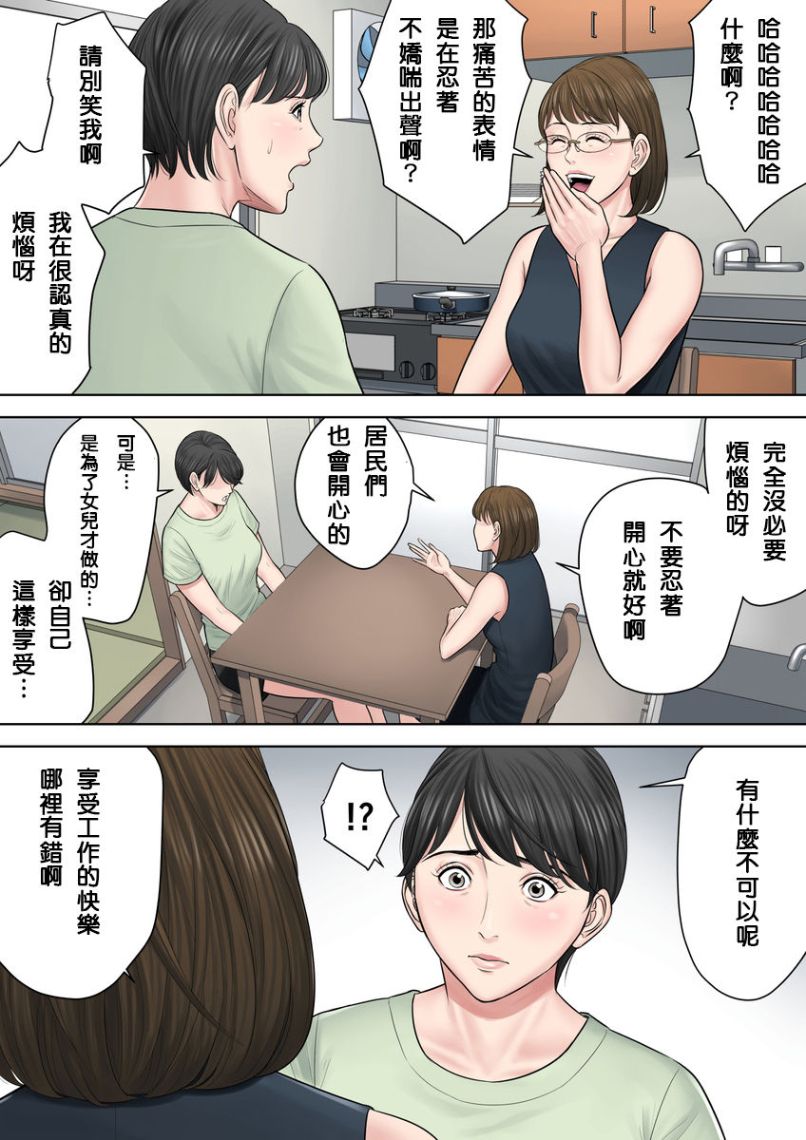 哈哈哈哈哈哈哈
什麼啊？
那痛苦的表情
是在忍著
不嬌喘出聲啊？
請別笑我啊
我在很認真的
煩惱呀
完全沒必要
煩惱的呀
不要忍著
開心就好啊
居民們
也會開心的
可是…
是為了女兒才做的…
卻自己
這樣享受…
有什麼不可以呢
!?
享受工作的快樂
哪裡有錯啊